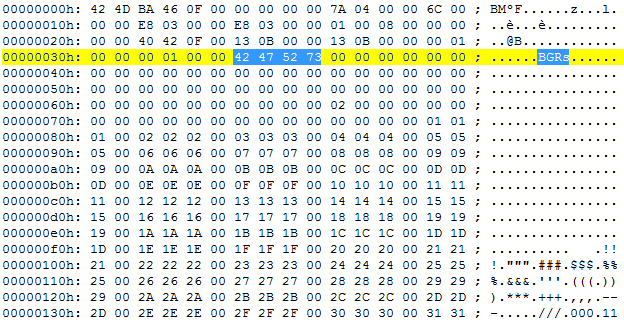 00000000h: 42 4D BA 46 0F 00 00 00 00 00 7A 04 00 00 6C 00 ; BMºF......z...l.
00000010h: 00 00 E8 03 00 00 E8 03 00 00 01 00 08 00 00 00 ; ..è...è.........
00000020h: 00 00 40 42 0F 00 13 0B 00 00 13 0B 00 00 00 01 ; ..@B............
00000030h: 00 00 00 01 00 00 42 47 52 73 00 00 00 00 00 00 ; ......BGRs......
00000040h: 00 00 00 00 00 00 00 00 00 00 00 00 00 00 00 00 ; ................
00000050h: 00 00 00 00 00 00 00 00 00 00 00 00 00 00 00 00 ; ................
00000060h: 00 00 00 00 00 00 00 00 00 00 02 00 00 00 00 00 ; ................
00000070h: 00 00 00 00 00 00 00 00 00 00 00 00 00 00 01 01 ; ................
00000080h: 01 00 02 02 02 00 03 03 03 00 04 04 04 00 05 05 ; ................
00000090h: 05 00 06 06 06 00 07 07 07 00 08 08 08 00 09 09 ; ................
000000a0h: 09 00 0A 0A 0A 00 0B 0B 0B 00 0C 0C 0C 00 0D 0D ; ................
000000b0h: 0D 00 0E 0E 0E 00 0F 0F 0F 00 10 10 10 00 11 11 ; ................
000000c0h: 11 00 12 12 12 00 13 13 13 00 14 14 14 00 15 15 ; ................
000000d0h: 15 00 16 16 16 00 17 17 17 00 18 18 18 00 19 19 ; ................
000000e0h: 19 00 1A 1A 1A 00 1B 1B 1B 00 1C 1C 1C 00 1D 1D ; ................
000000f0h: 1D 00 1E 1E 1E 00 1F 1F 1F 00 20 20 20 00 21 21 ; ..........   .!!
00000100h: 21 00 22 22 22 00 23 23 23 00 24 24 24 00 25 25 ; !.""".###.$$$.%%
00000110h: 25 00 26 26 26 00 27 27 27 00 28 28 28 00 29 29 ; %.&&&.'''.(((.))
00000120h: 29 00 2A 2A 2A 00 2B 2B 2B 00 2C 2C 2C 00 2D 2D ; ).***.+++.,,,.--
00000130h: 2D 00 2E 2E 2E 00 2F 2F 2F 00 30 30 30 00 31 31 ; -.....///.000.11